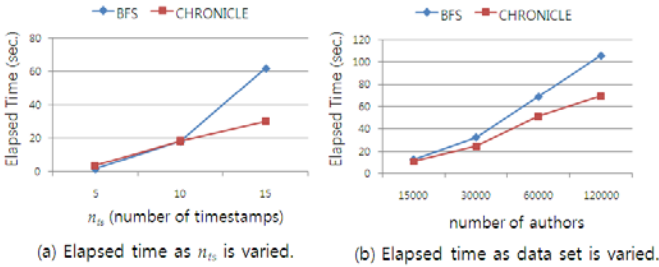 BFS CHRONICLE
80
60
40
20
0
Elapsed Time (sec.)
5 10 15
n_ts (number of timestamps)
(a) Elapsed time as n_ts is varied.
BFS CHRONICLE
120
100
80
60
40
20
0
Elapsed Time (sec.)
15000 30000 60000 120000
number of authors
(b) Elapsed time as data set is varied.